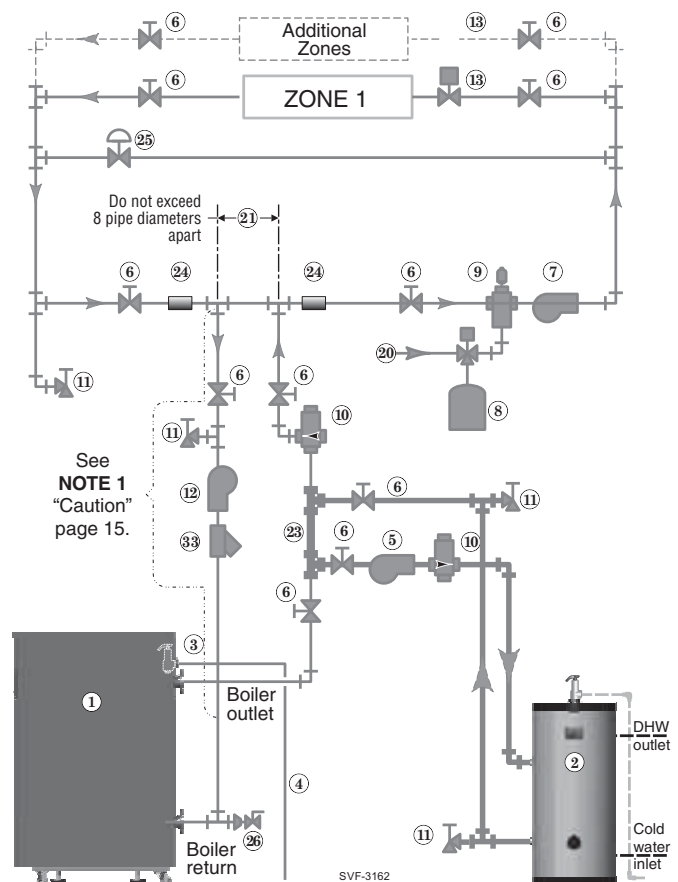 6
Additional
Zones
13
6
6
ZONE 1
13
6
25
Do not exceed
8 pipe diameters
apart
21
6
24
24
6
9
7
11
6
6
20
8
11
10
See
NOTE 1
“Caution”
page 15.
12
6
11
33
23
6
5
10
6
3
1
Boiler
outlet
2
DHW
outlet
4
11
26
Boiler
return
Cold
water
inlet
SVF-3162